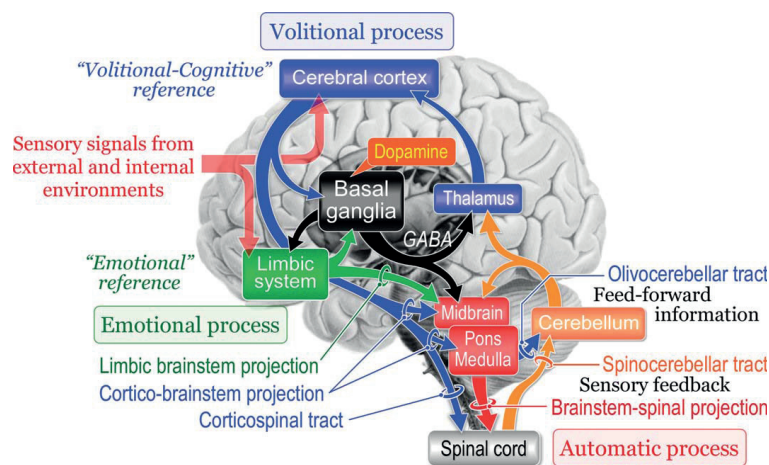 Volitional process
"Volitional-Cognitive"
reference
Cerebral cortex
Sensory signals from
external and internal
environments
Dopamine
Basal
ganglia
Thalamus
GABA
"Emotional"
reference
Limbic
system
Olivocerebellar tract
Feed-forward
information
Midbrain
Emotional process
Cerebellum
Pons
Medulla
Limbic brainstem projection
Spinocerebellar tract
Cortico-brainstem projection
Sensory feedback
Corticospinal tract
Brainstem-spinal projection
Spinal cord
Automatic process